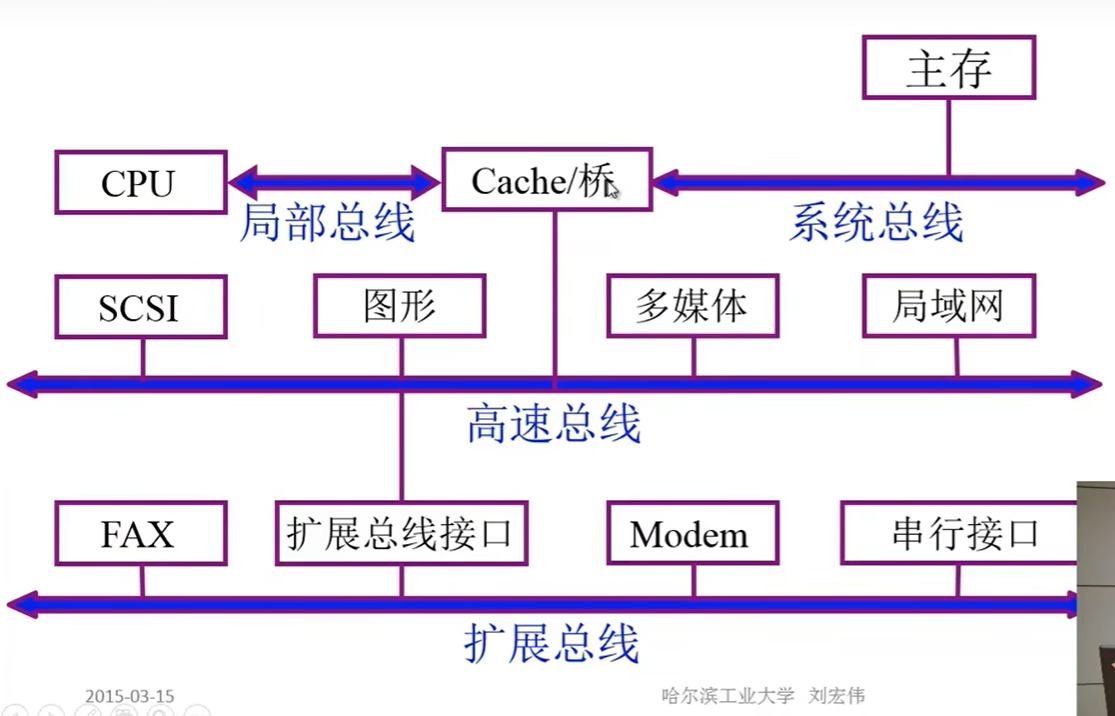 主存
CPU
Cache/桥
局部总线
系统总线
SCSI
图形
多媒体
局域网
高速总线
FAX
扩展总线接口
Modem
串行接口
扩展总线
2015-03-15
哈尔滨工业大学 刘宏伟